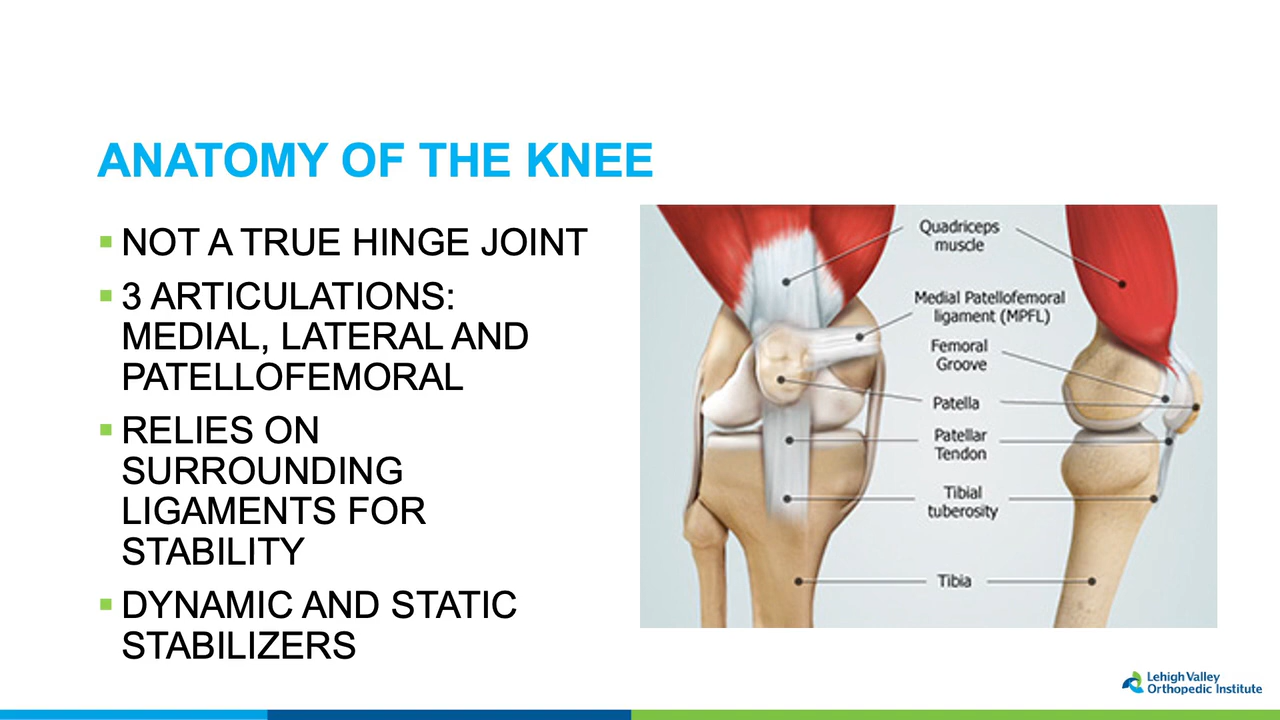 ANATOMY OF THE KNEE
▪ NOT A TRUE HINGE JOINT
▪ 3 ARTICULATIONS:
MEDIAL, LATERAL AND
PATELLOFEMORAL
▪ RELIES ON
SURROUNDING
LIGAMENTS FOR
STABILITY
▪ DYNAMIC AND STATIC
STABILIZERS
Quadriceps
muscle
Medial Patellofemoral
ligament (MPFL)
Femoral
Groove
Patella
Patellar
Tendon
Tibial
tuberosity
Tibia
Lehigh Valley
Orthopedic Institute